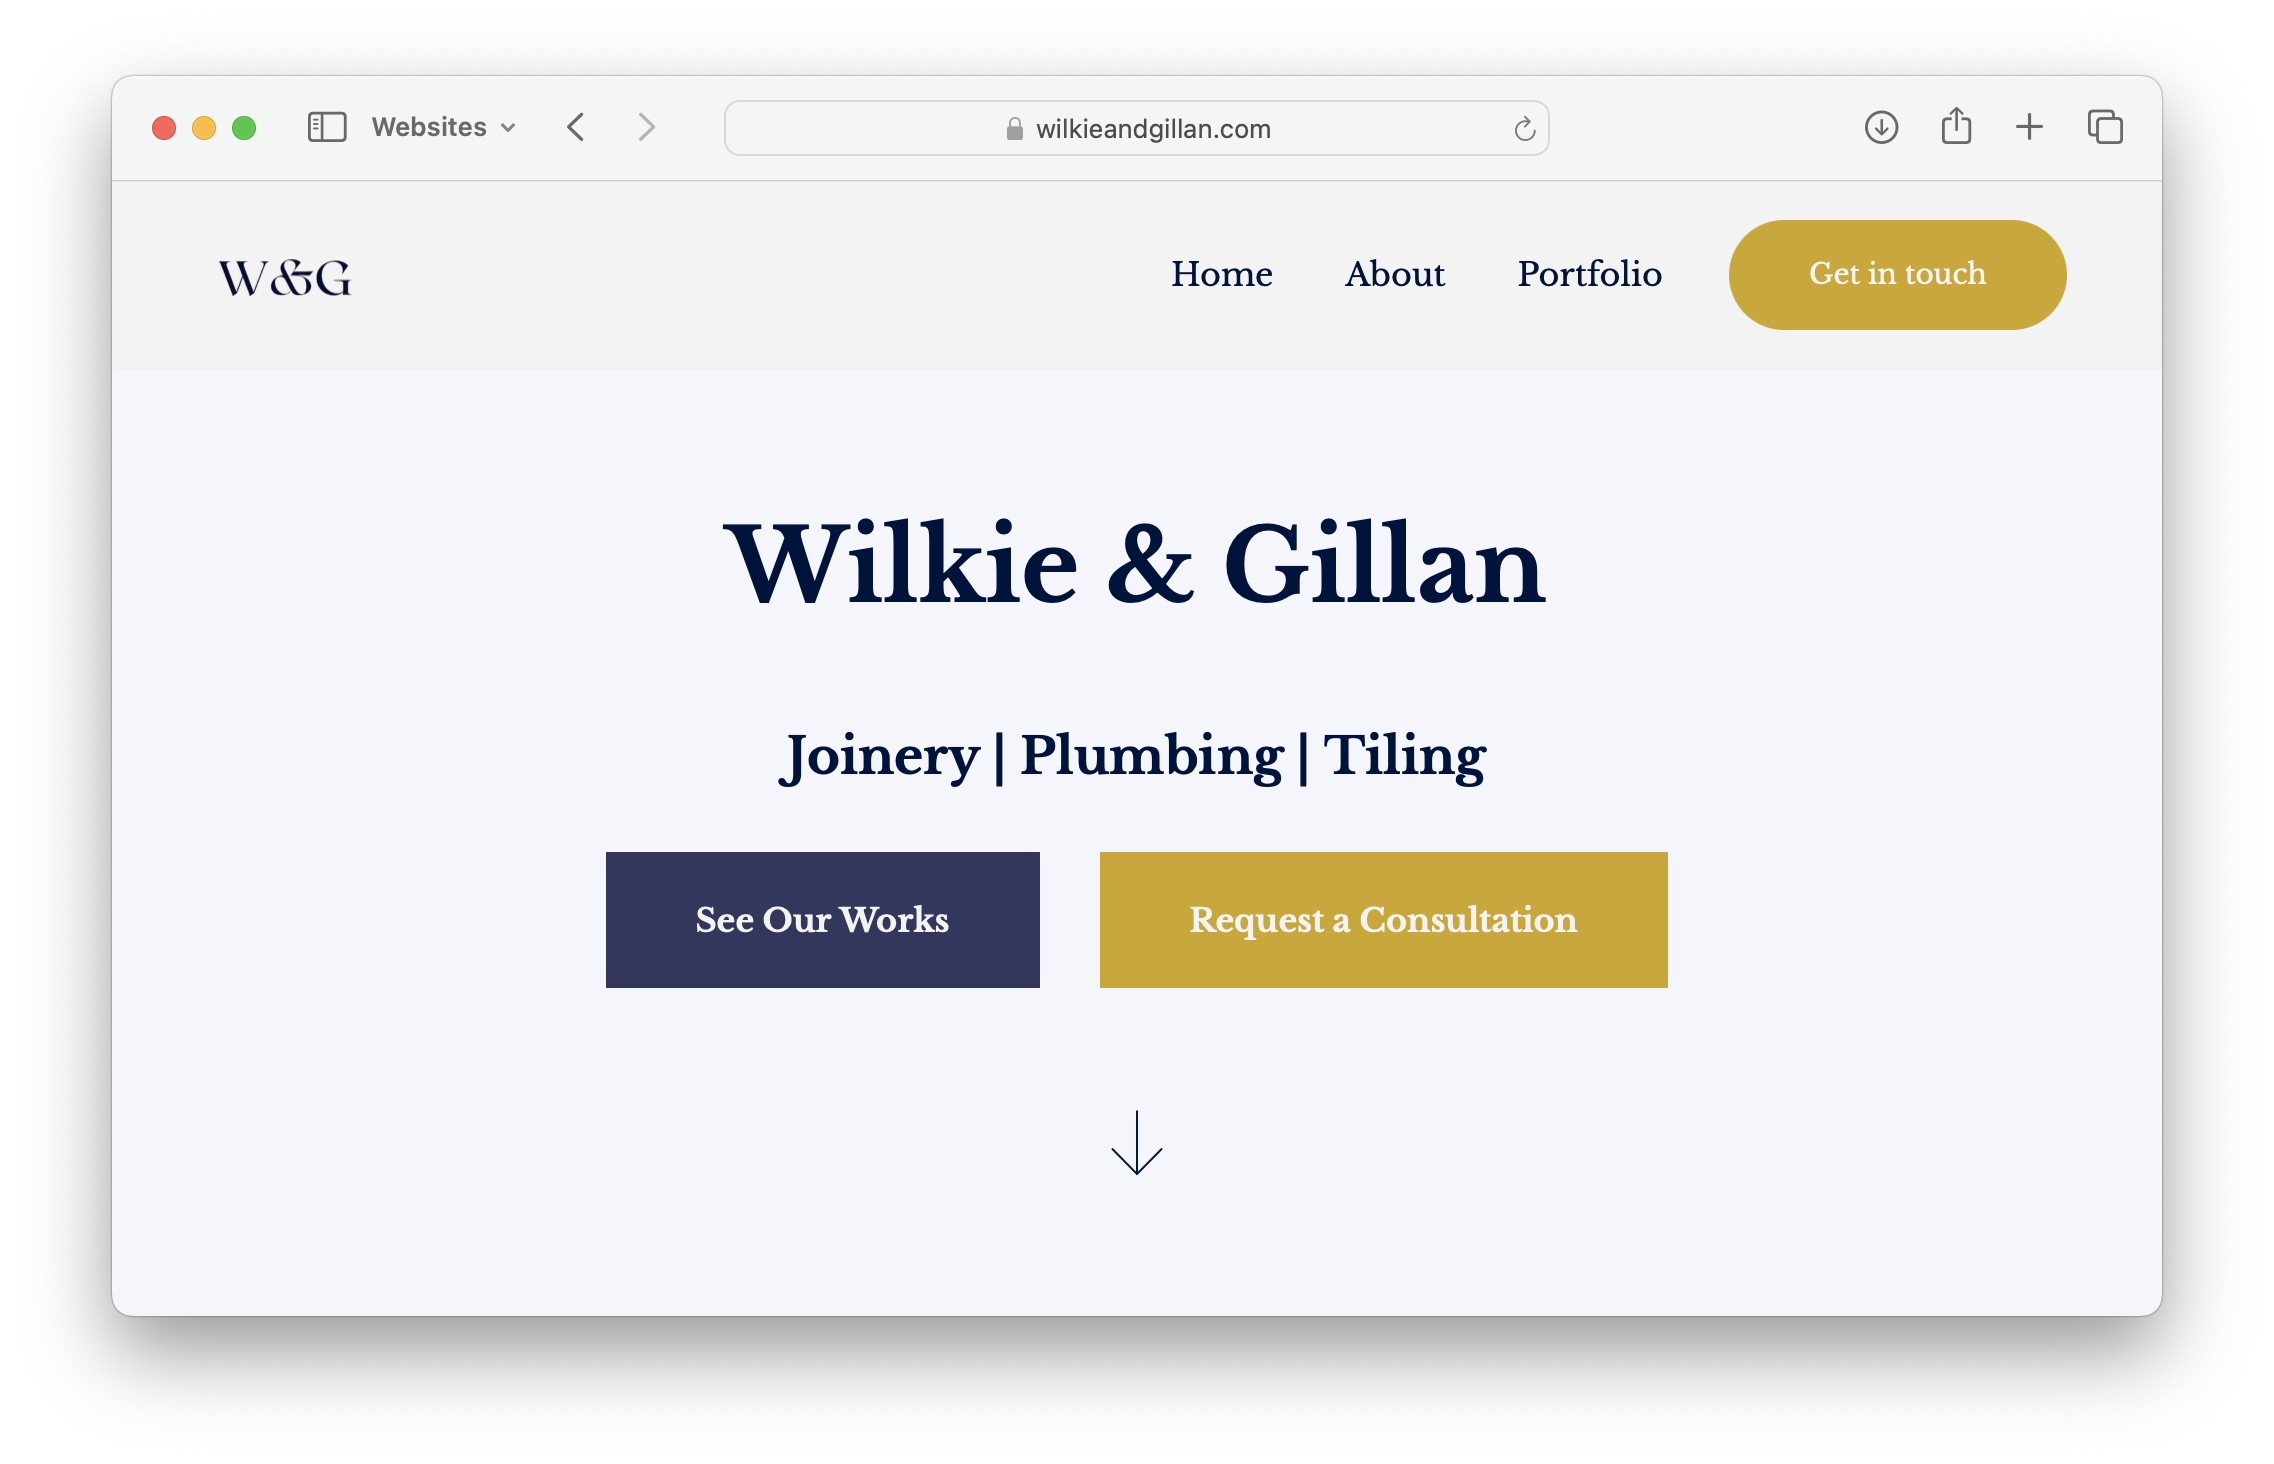 Websites
wilkieandgillan.com
W&G
Home
About
Portfolio
Get in touch
Wilkie & Gillan
Joinery | Plumbing | Tiling
See Our Works
Request a Consultation